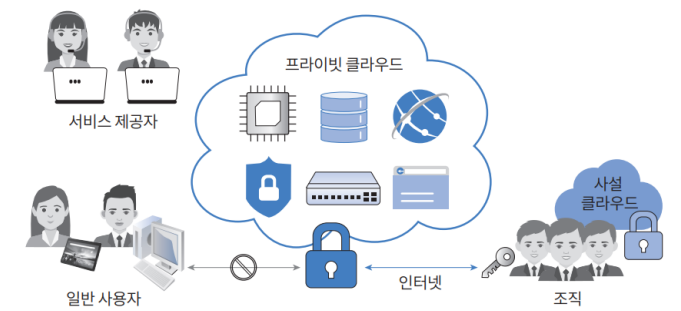 프라이빗 클라우드
서비스 제공자
사설
클라우드
일반 사용자
인터넷
조직